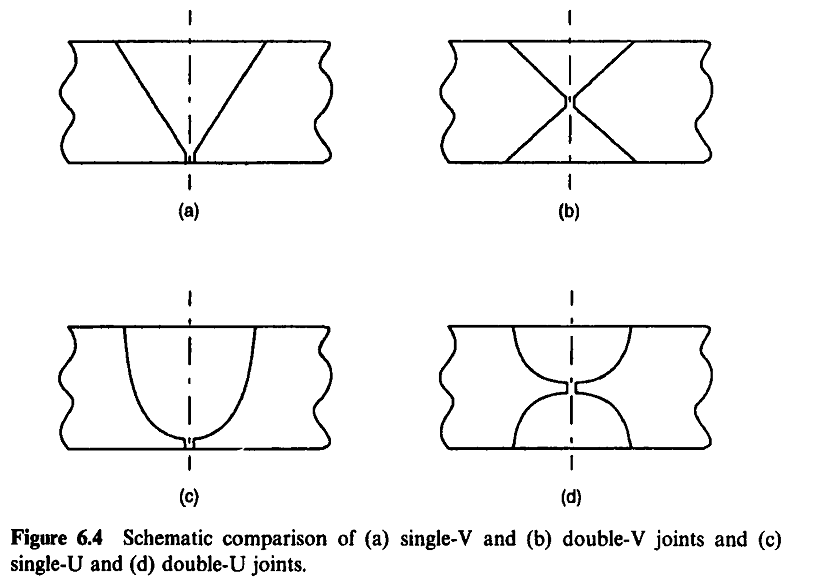 (a)
(b)
(c)
(d)
Figure 6.4 Schematic comparison of (a) single-V and (b) double-V joints and (c)
single-U and (d) double-U joints.